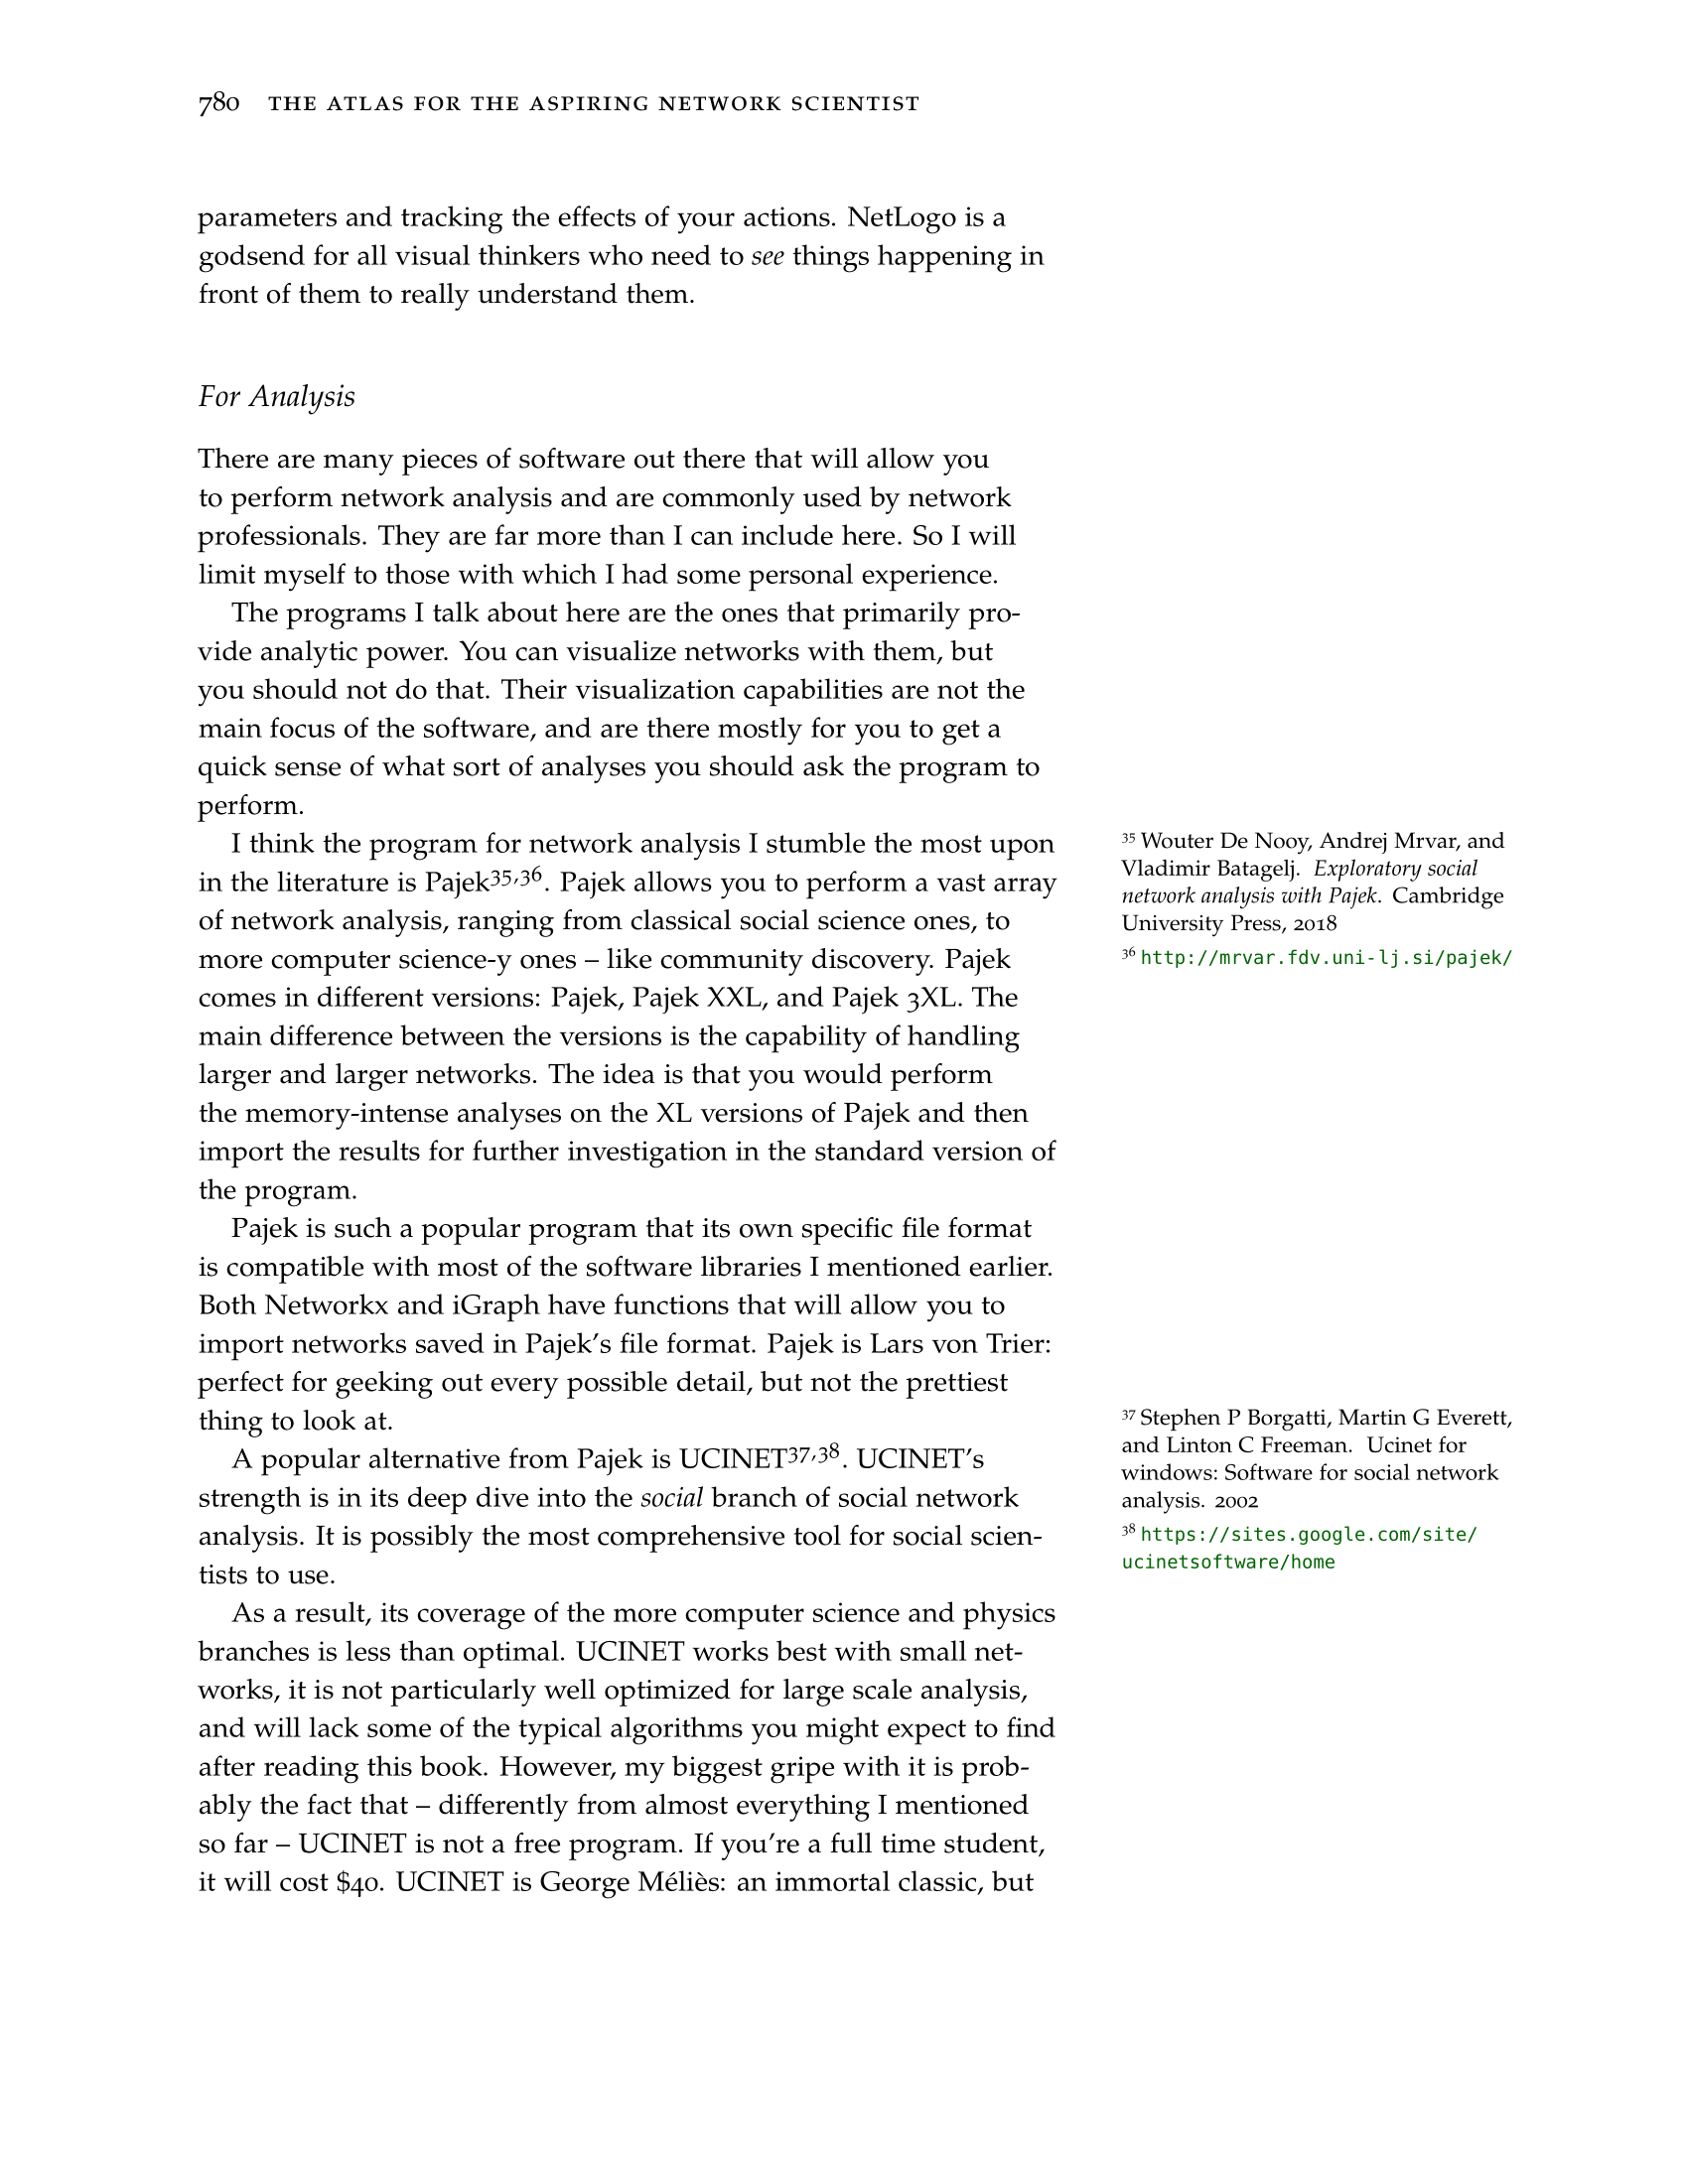 780 THE ATLAS FOR THE ASPIRING NETWORK SCIENTIST
parameters and tracking the effects of your actions. NetLogo is a
godsend for all visual thinkers who need to see things happening in
front of them to really understand them.
For Analysis
There are many pieces of software out there that will allow you
to perform network analysis and are commonly used by network
professionals. They are far more than I can include here. So I will
limit myself to those with which I had some personal experience.
The programs I talk about here are the ones that primarily pro-
vide analytic power. You can visualize networks with them, but
you should not do that. Their visualization capabilities are not the
main focus of the software, and are there mostly for you to get a
quick sense of what sort of analyses you should ask the program to
perform.
I think the program for network analysis I stumble the most upon
in the literature is Pajek35,36. Pajek allows you to perform a vast array
of network analysis, ranging from classical social science ones, to
more computer science-y ones – like community discovery. Pajek
comes in different versions: Pajek, Pajek XXL, and Pajek 3XL. The
main difference between the versions is the capability of handling
larger and larger networks. The idea is that you would perform
the memory-intense analyses on the XL versions of Pajek and then
import the results for further investigation in the standard version of
the program.
Pajek is such a popular program that its own specific file format
is compatible with most of the software libraries I mentioned earlier.
Both Networkx and iGraph have functions that will allow you to
import networks saved in Pajek's file format. Pajek is Lars von Trier:
perfect for geeking out every possible detail, but not the prettiest
thing to look at.
A popular alternative from Pajek is UCINET37,38. UCINET's
strength is in its deep dive into the social branch of social network
analysis. It is possibly the most comprehensive tool for social scien-
tists to use.
As a result, its coverage of the more computer science and physics
branches is less than optimal. UCINET works best with small net-
works, it is not particularly well optimized for large scale analysis,
and will lack some of the typical algorithms you might expect to find
after reading this book. However, my biggest gripe with it is prob-
ably the fact that – differently from almost everything I mentioned
so far – UCINET is not a free program. If you're a full time student,
it will cost $40. UCINET is George Méliès: an immortal classic, but
35 Wouter De Nooy, Andrej Mrvar, and
Vladimir Batagelj. Exploratory social
network analysis with Pajek. Cambridge
University Press, 2018
36 http://mrvar.fdv.uni-lj.si/pajek/
37 Stephen P Borgatti, Martin G Everett,
and Linton C Freeman. Ucinet for
windows: Software for social network
analysis. 2002
38 https://sites.google.com/site/
ucinetsoftware/home